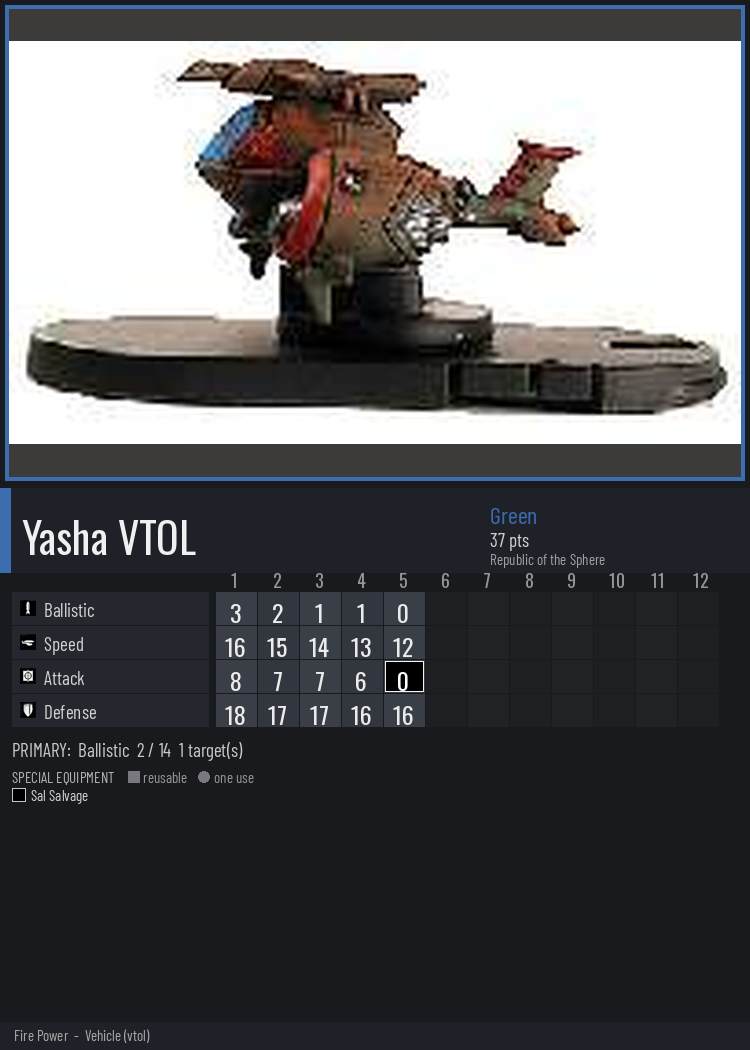 Yasha VTOL
Green
37 pts
Republic of the Sphere
1 2 3 4 5 6 7 8 9 10 11 12
Ballistic 3 2 1 1 0
Speed 16 15 14 13 12
Attack 8 7 7 6 0
Defense 18 17 17 16 16
PRIMARY: Ballistic 2 / 14 1 target(s)
SPECIAL EQUIPMENT reusable one use
Sal Salvage
Fire Power - Vehicle (vtol)